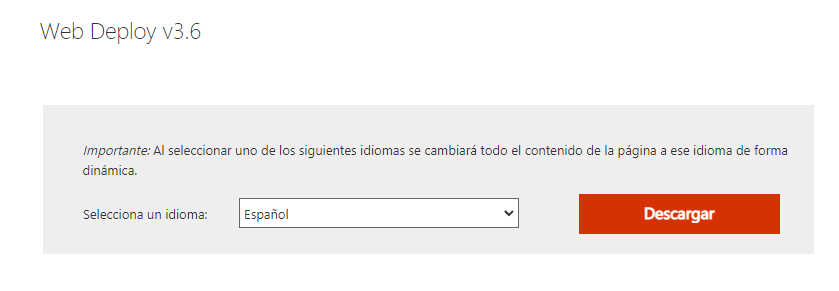 Web Deploy v3.6
Importante: Al seleccionar uno de los siguientes idiomas se cambiará todo el contenido de la página a ese idioma de forma
dinámica.
Selecciona un idioma: Español Descargar